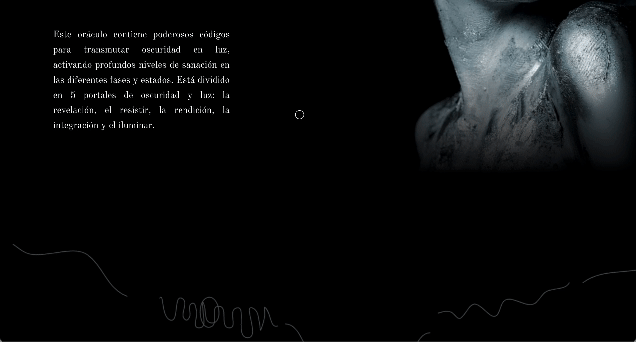 Este oráculo contiene poderosos códigos
para transmutar oscuridad en luz,
activando profundos niveles de sanación en
las diferentes fases y estados. Está dividido
en 5 portales de oscuridad y luz: la
revelación, el resistir, la rendición, la
integración y el iluminar.